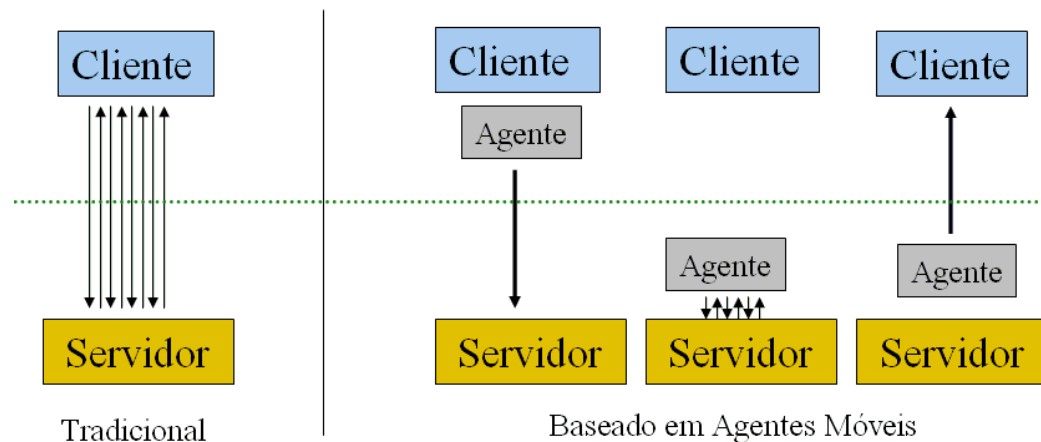 Cliente
Servidor
Tradicional
Cliente
Agente
Servidor
Cliente
Agente
Servidor
Cliente
Agente
Servidor
Baseado em Agentes Móveis